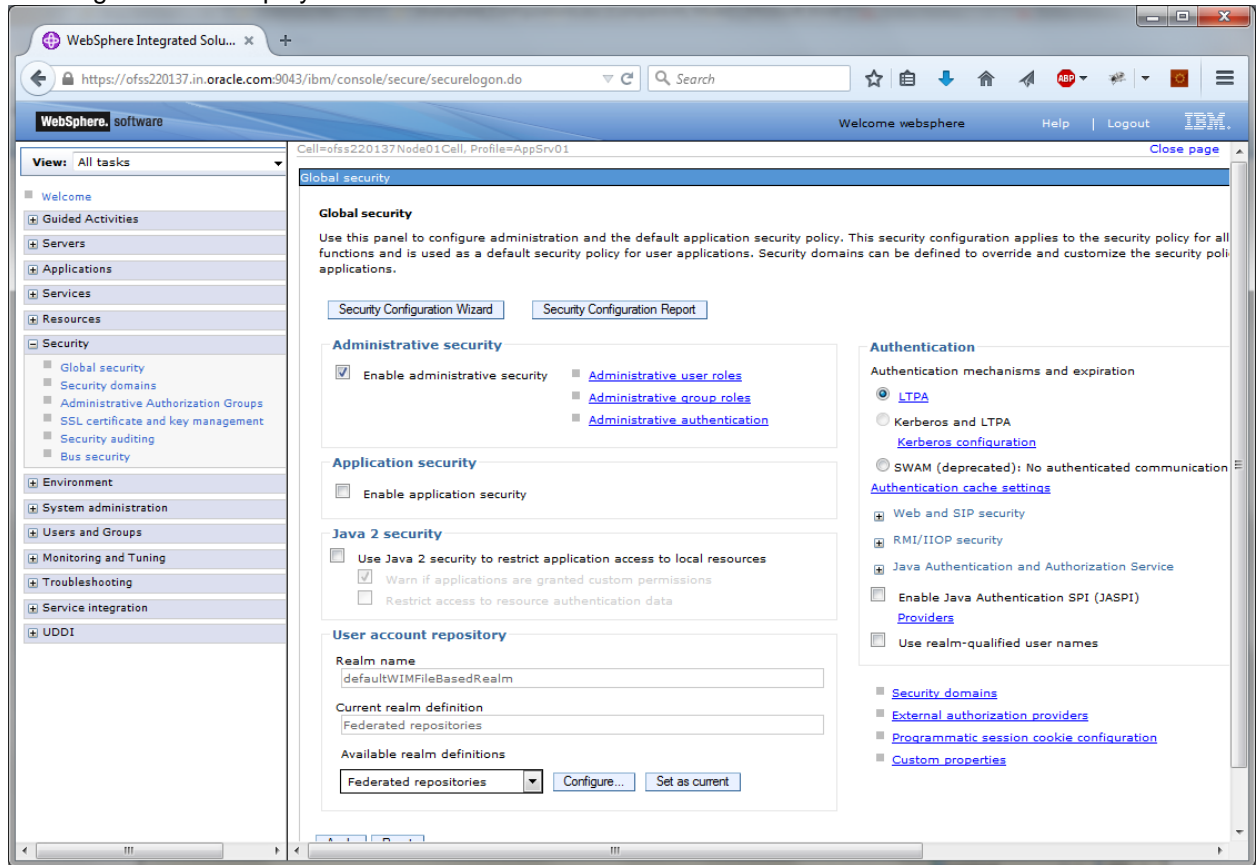 WebSphere Integrated Solu...
https://ofss220137.in.oracle.com:9043/ibm/console/secure/securelogon.do
Search
ABP
WebSphere. software
Welcome websphere
Help | Logout
IBM.
View: All tasks
Welcome
Guided Activities
Servers
Applications
Services
Resources
Security
Global security
Security domains
Administrative Authorization Groups
SSL certificate and key management
Security auditing
Bus security
Environment
System administration
Users and Groups
Monitoring and Tuning
Troubleshooting
Service integration
UDDI
Cell=ofss220137Node01Cell, Profile=AppSrv01
Close page
Global security
Global security
Use this panel to configure administration and the default application security policy. This security configuration applies to the security policy for all
functions and is used as a default security policy for user applications. Security domains can be defined to override and customize the security poli
applications.
Security Configuration Wizard
Security Configuration Report
Administrative security
Enable administrative security
Administrative user roles
Administrative group roles
Administrative authentication
Application security
Enable application security
Java 2 security
Use Java 2 security to restrict application access to local resources
Warn if applications are granted custom permissions
Restrict access to resource authentication data
User account repository
Realm name
defaultWIMFileBasedRealm
Current realm definition
Federated repositories
Available realm definitions
Federated repositories
Configure...
Set as current
Authentication
Authentication mechanisms and expiration
LTPA
Kerberos and LTPA
Kerberos configuration
SWAM (deprecated): No authenticated communication
Authentication cache settings
Web and SIP security
RMI/IIOP security
Java Authentication and Authorization Service
Enable Java Authentication SPI (JASPI)
Providers
Use realm-qualified user names
Security domains
External authorization providers
Programmatic session cookie configuration
Custom properties